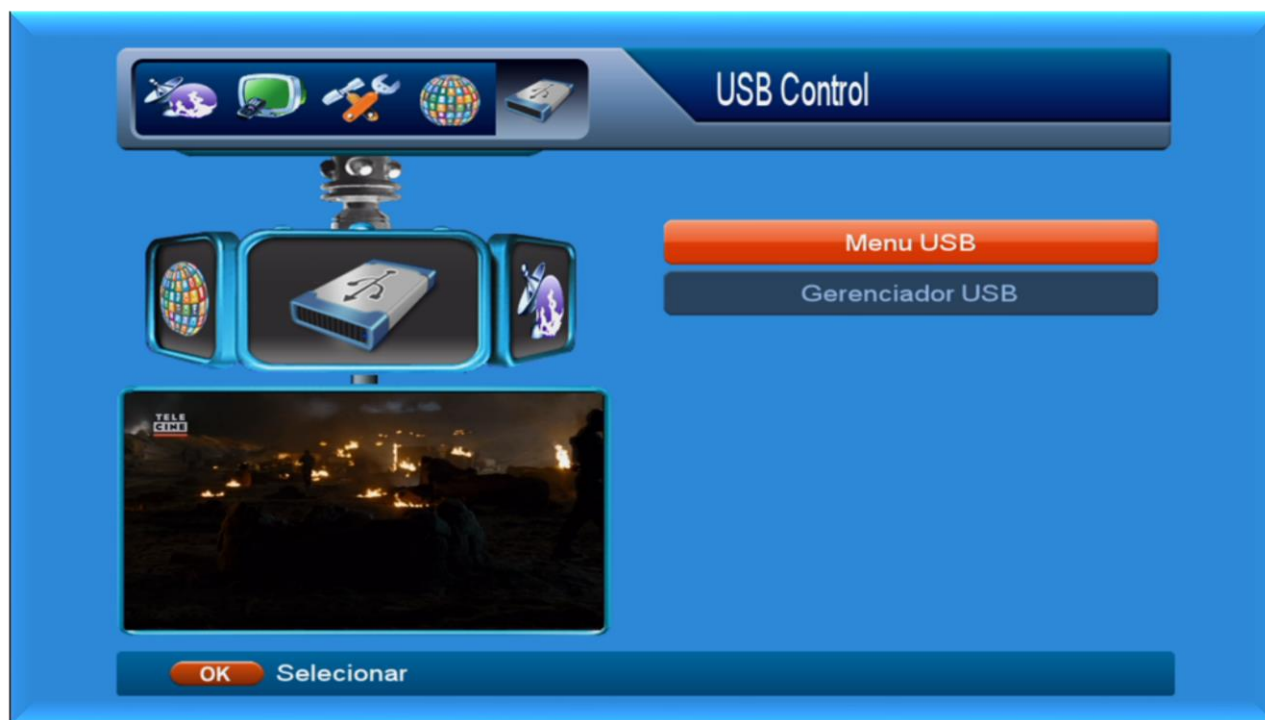 USB Control
Menu USB
Gerenciador USB
TELE
CINE
OK Selecionar